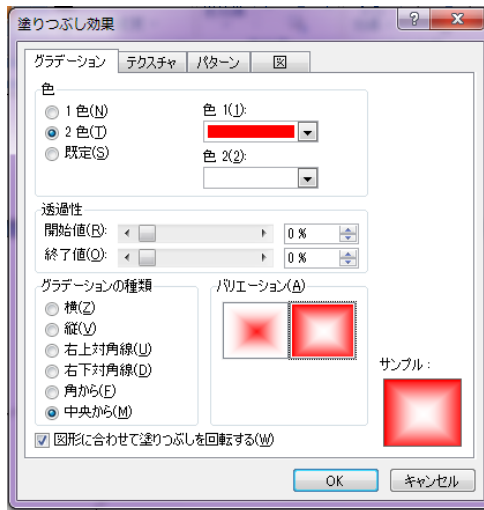 塗りつぶし効果
グラデーション テクスチャ パターン 図
色
1 色(N)
2 色(T)
既定(S)
色 1(1):
色 2(2):
透過性
開始値(R): 0 %
終了値(O): 0 %
グラデーションの種類
横(Z)
縦(V)
右上対角線(U)
右下対角線(D)
角から(F)
中央から(M)
バリエーション(A)
サンプル:
図形に合わせて塗りつぶしを回転する(W)
OK キャンセル